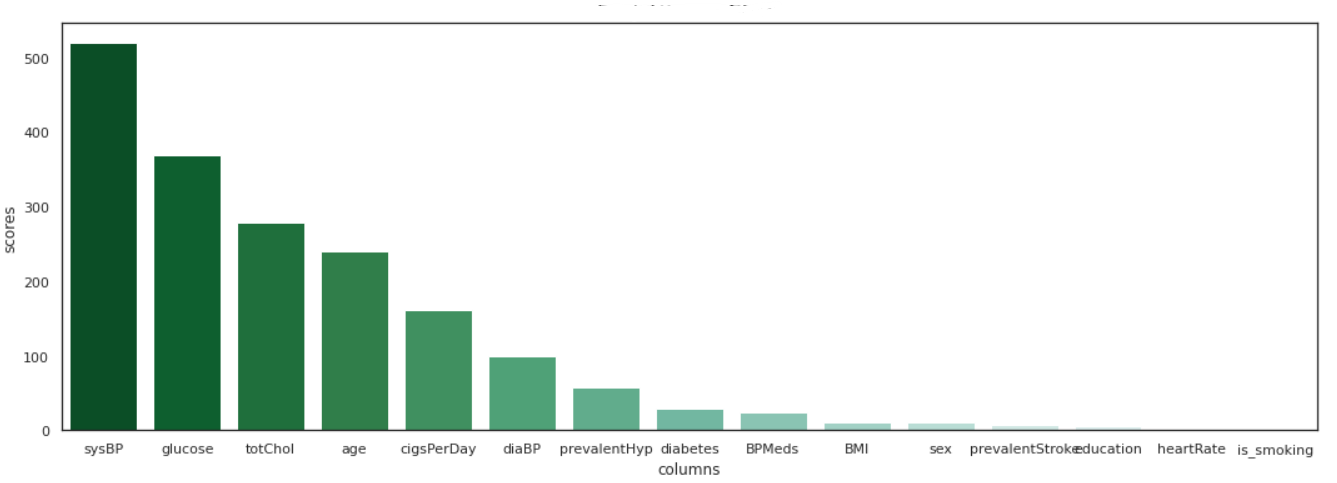 500
400
300
200
100
0
scores
sysBP glucose totChol age cigsPerDay diaBP prevalentHyp diabetes BPMeds BMI sex prevalentStroke education heartRate is_smoking
columns